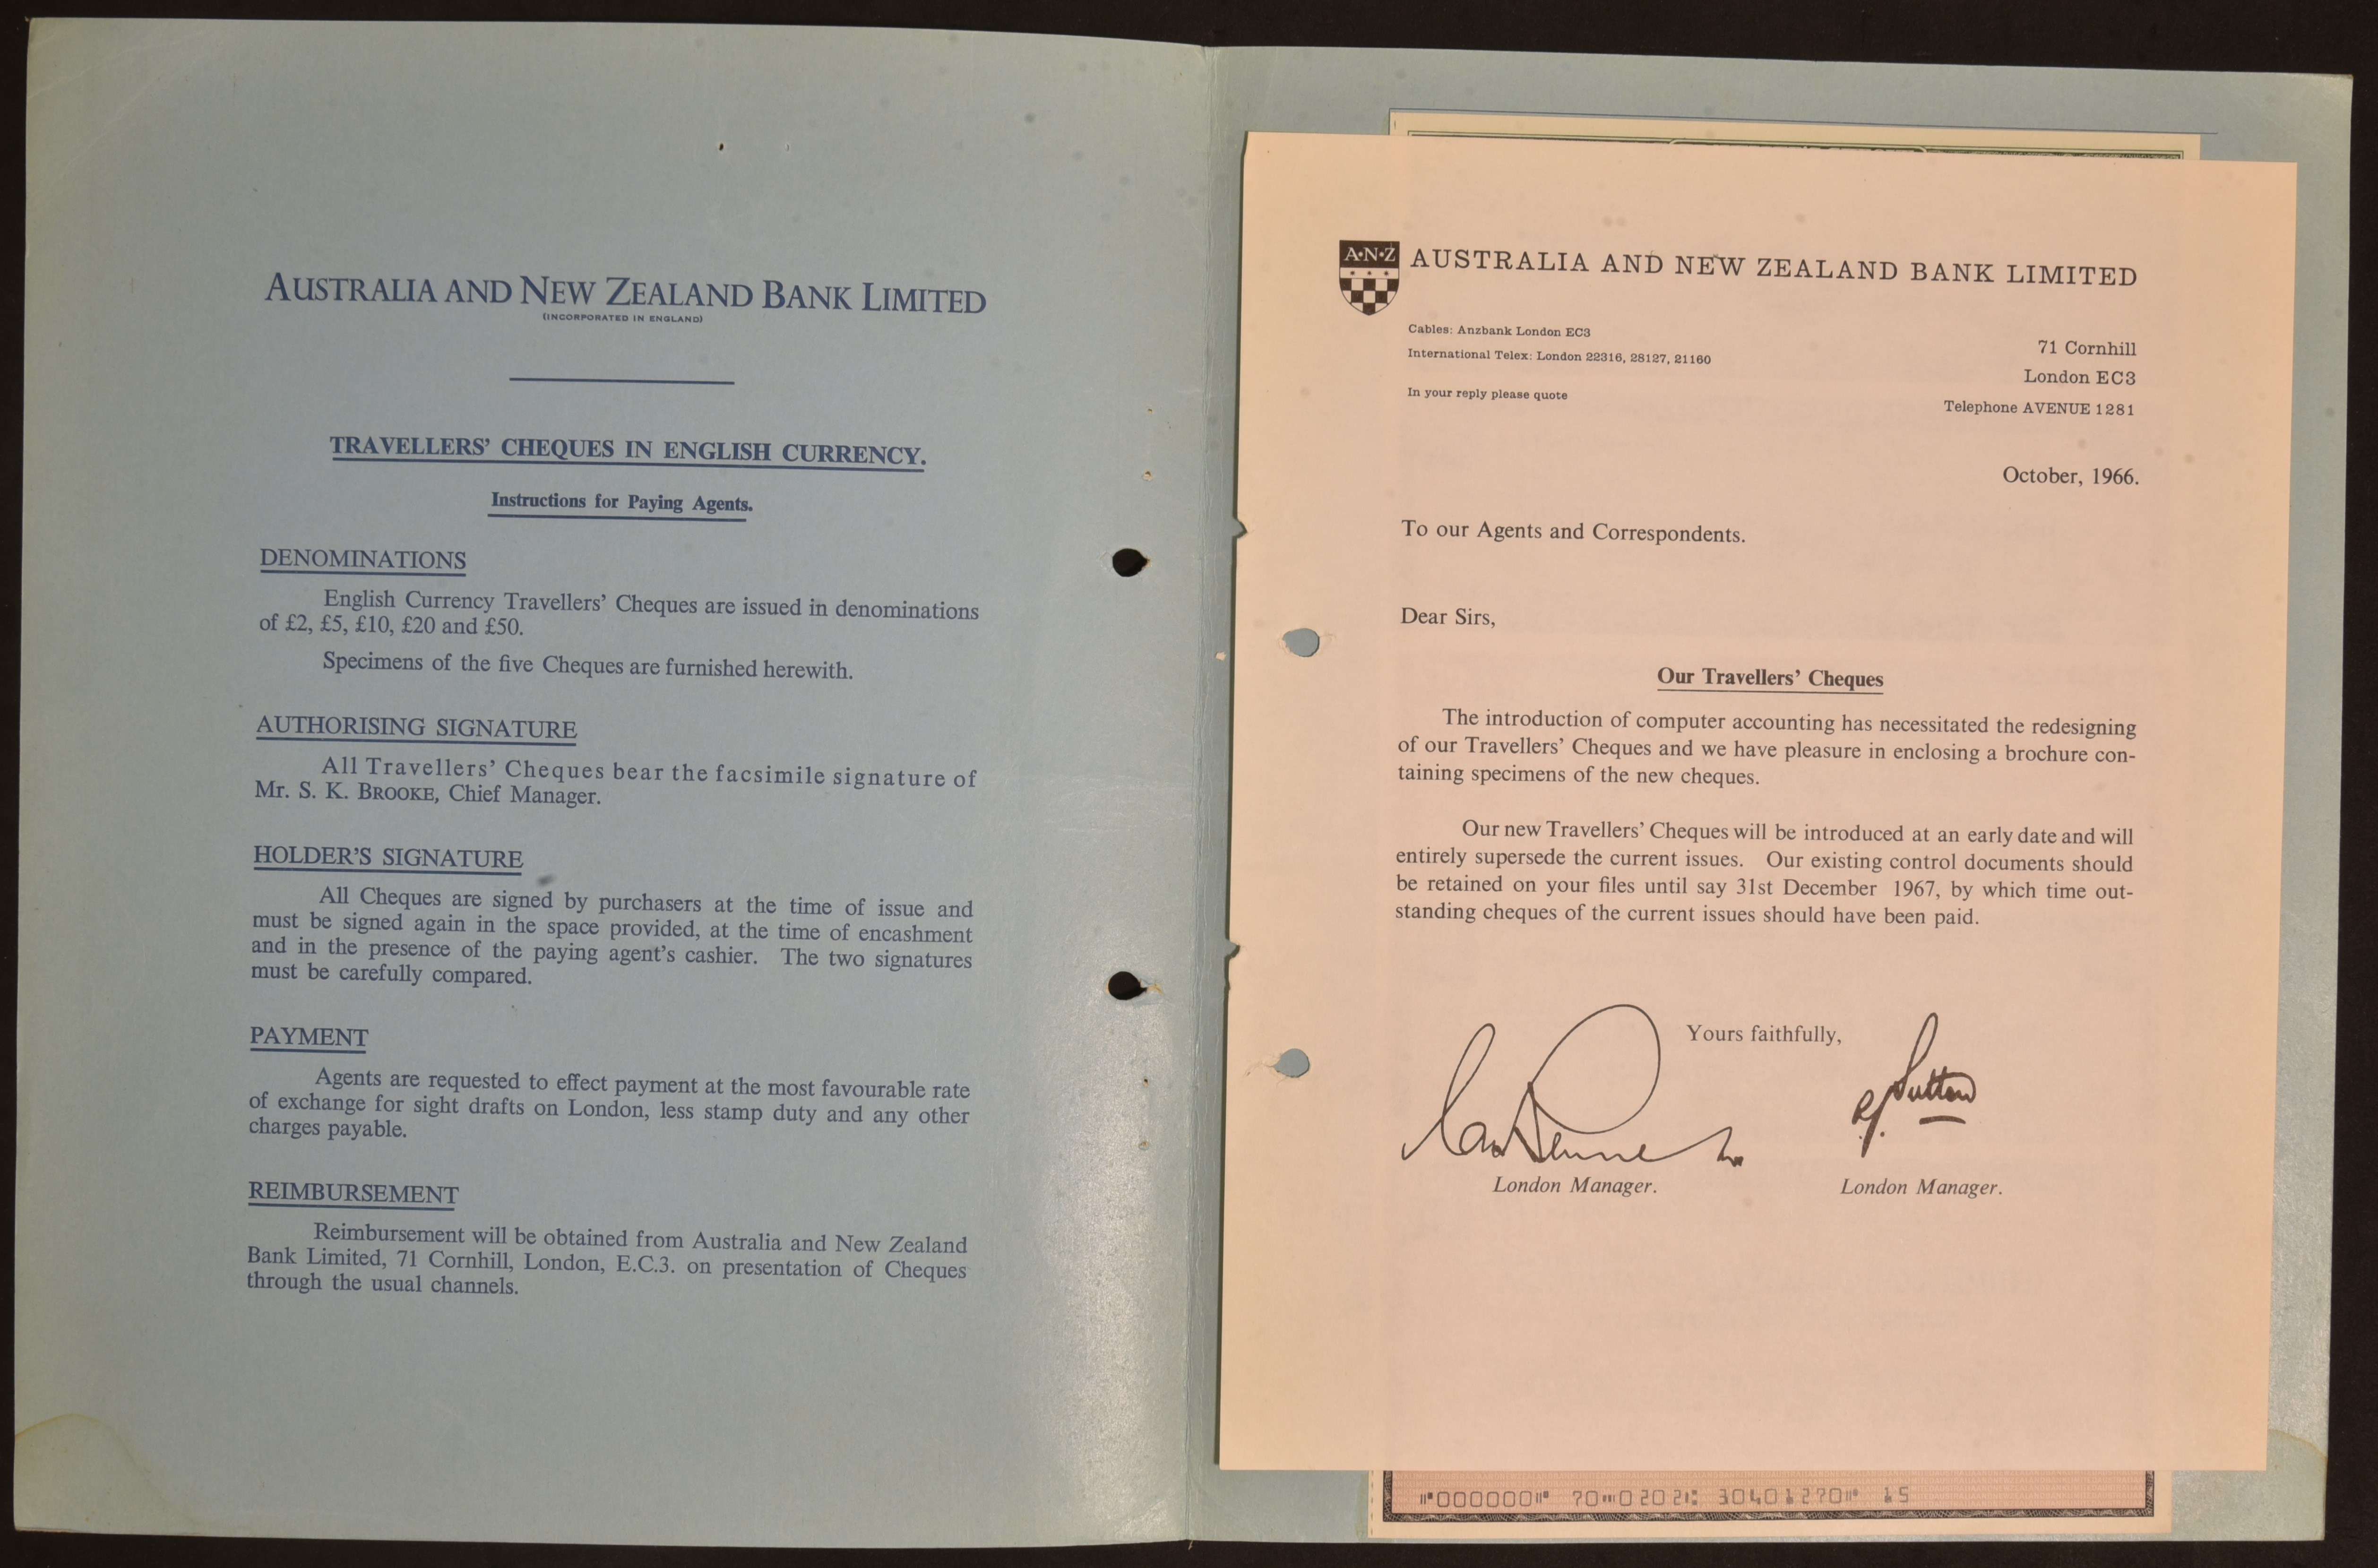 AUSTRALIA AND NEW ZEALAND BANK LIMITED
(INCORPORATED IN ENGLAND)
TRAVELLERS' CHEQUES IN ENGLISH CURRENCY.
Instructions for Paying Agents.
DENOMINATIONS
English Currency Travellers' Cheques are issued in denominations
of £2, £5, £10, £20 and £50.
Specimens of the five Cheques are furnished herewith.
AUTHORISING SIGNATURE
All Travellers' Cheques bear the facsimile signature of
Mr. S. K. BROOKE, Chief Manager.
HOLDER'S SIGNATURE
All Cheques are signed by purchasers at the time of issue and
must be signed again in the space provided, at the time of encashment
and in the presence of the paying agent's cashier. The two signatures
must be carefully compared.
PAYMENT
Agents are requested to effect payment at the most favourable rate
of exchange for sight drafts on London, less stamp duty and any other
charges payable.
REIMBURSEMENT
Reimbursement will be obtained from Australia and New Zealand
Bank Limited, 71 Cornhill, London, E.C.3. on presentation of Cheques
through the usual channels.
A·N·Z
AUSTRALIA AND NEW ZEALAND BANK LIMITED
Cables: Anzbank London EC3
International Telex: London 22316, 28127, 21160
In your reply please quote
71 Cornhill
London EC3
Telephone AVENUE 1281
October, 1966.
To our Agents and Correspondents.
Dear Sirs,
Our Travellers' Cheques
The introduction of computer accounting has necessitated the redesigning
of our Travellers' Cheques and we have pleasure in enclosing a brochure con-
taining specimens of the new cheques.
Our new Travellers' Cheques will be introduced at an early date and will
entirely supersede the current issues. Our existing control documents should
be retained on your files until say 31st December 1967, by which time out-
standing cheques of the current issues should have been paid.
Yours faithfully,
Sutton
London Manager.
London Manager.
⑈000000⑈ 70⑉0202⑆ 30401270⑈ 15